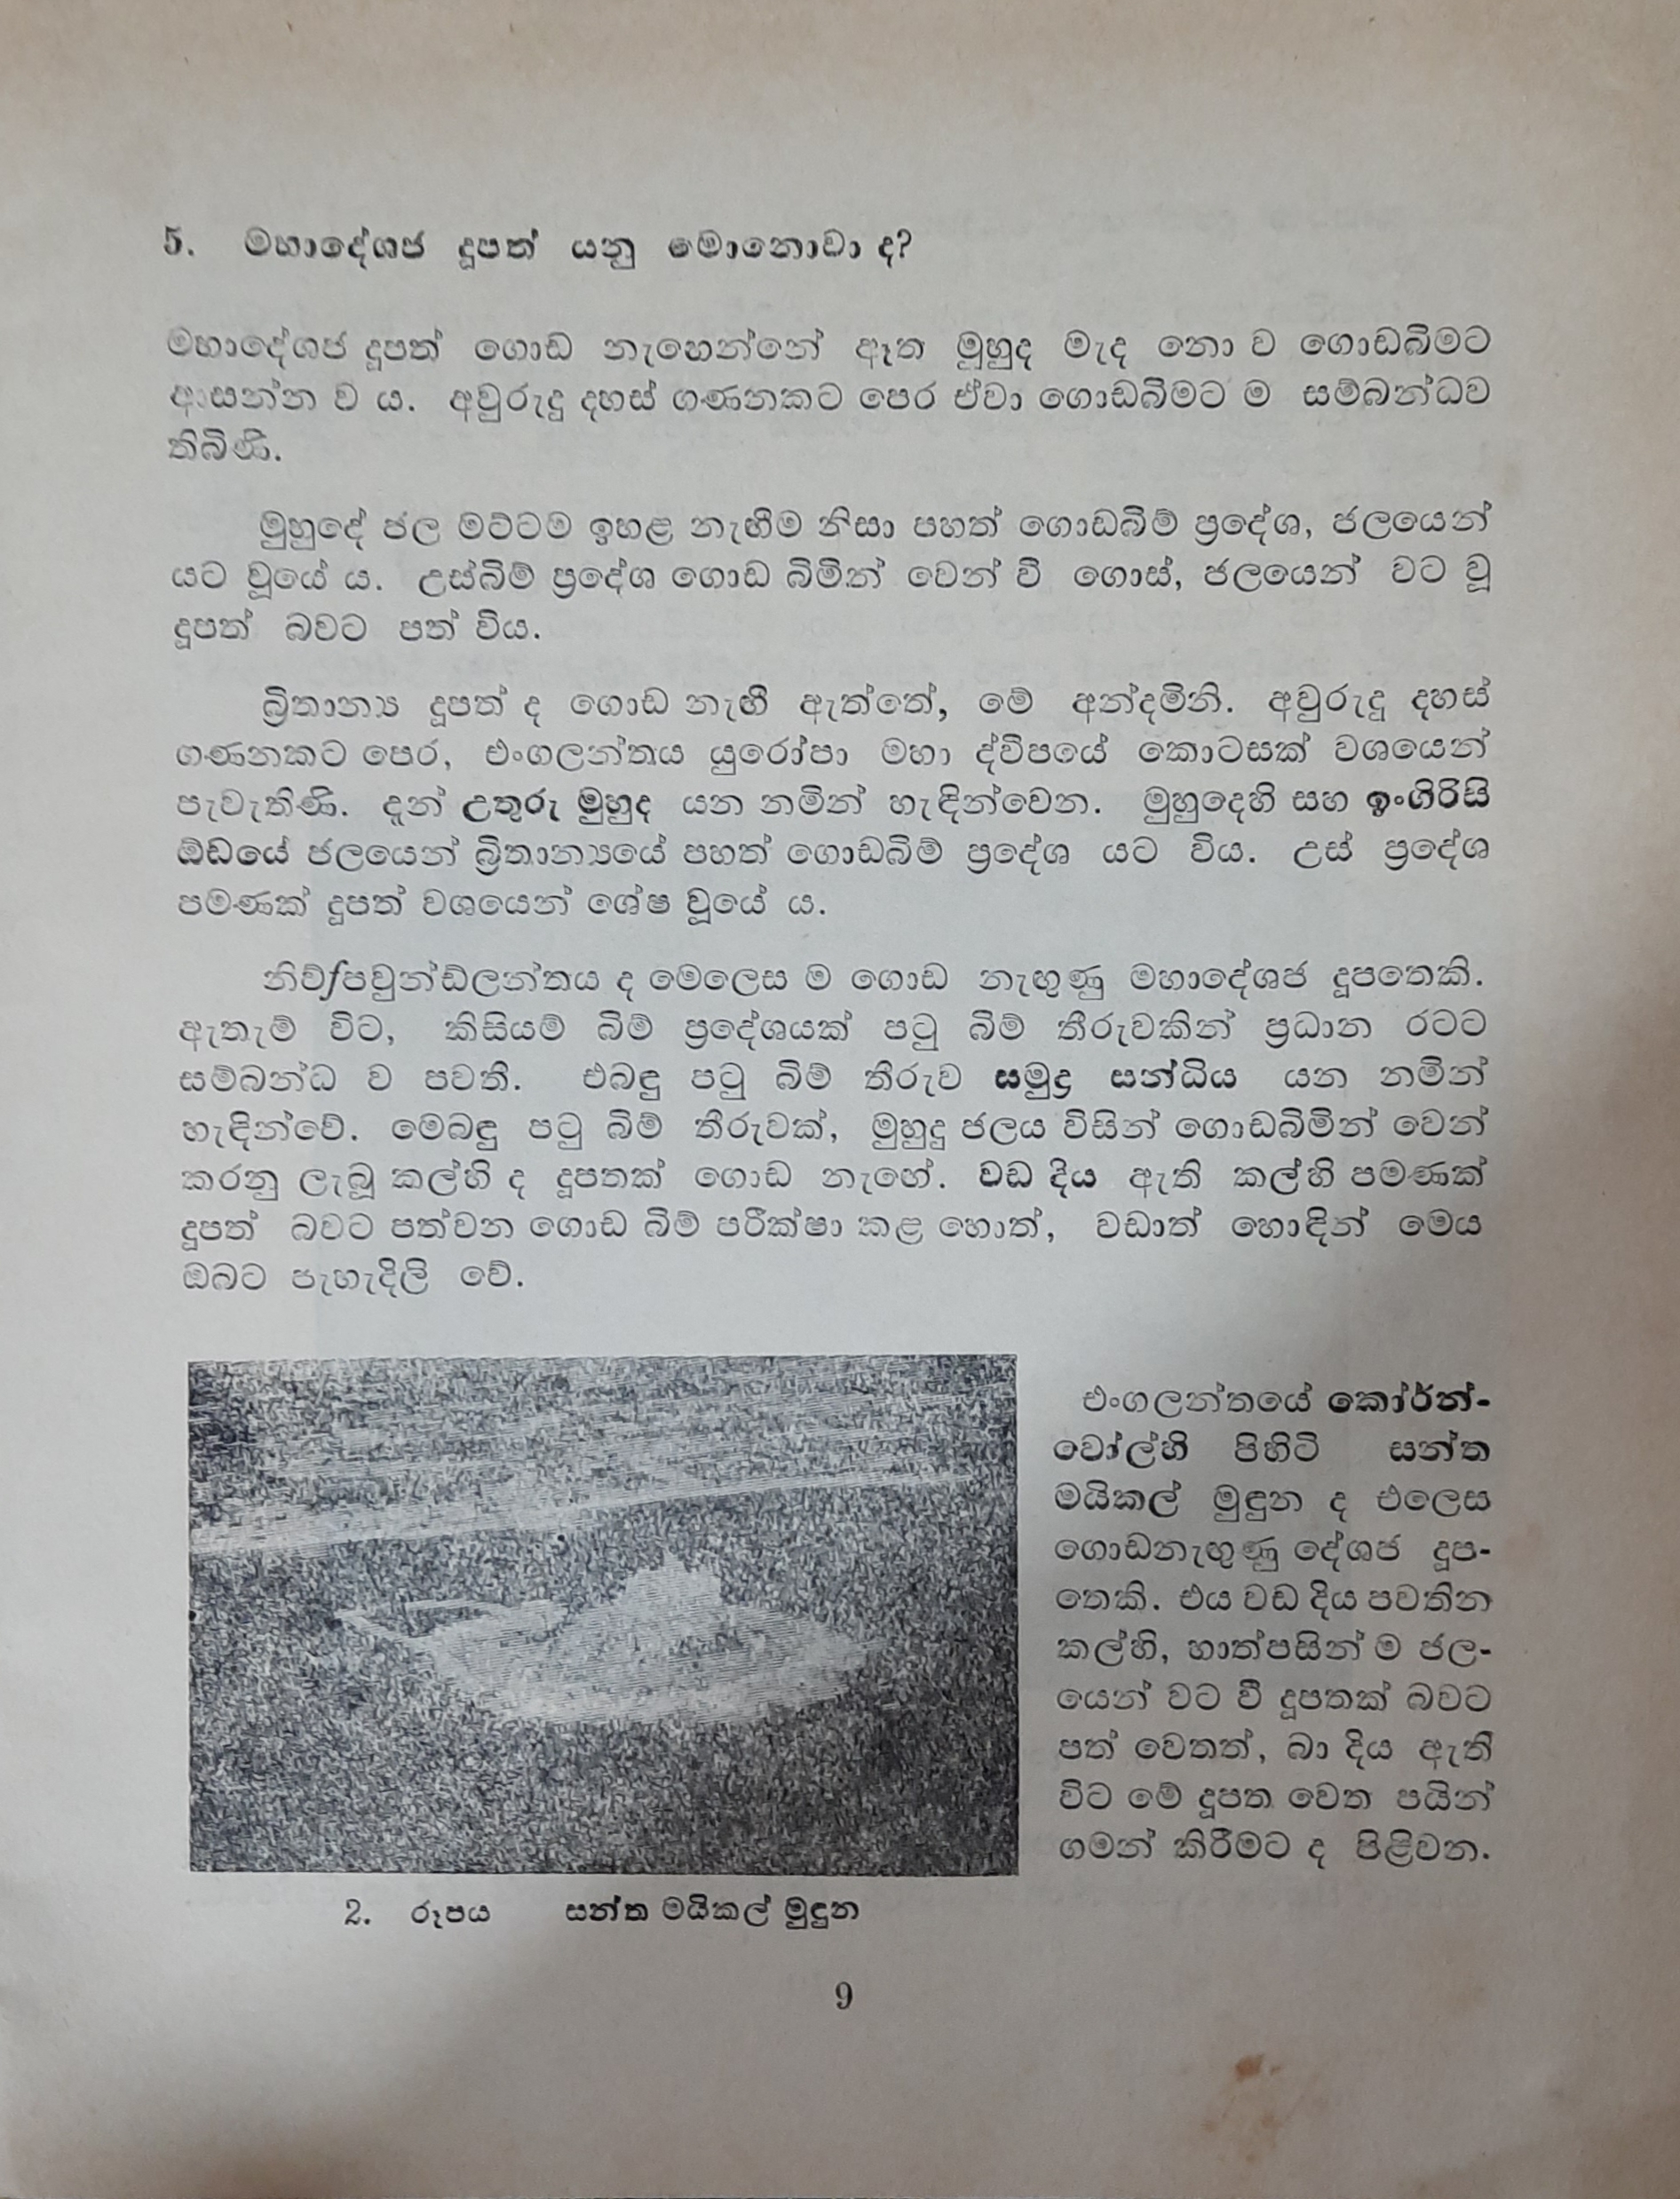 5. මහාදේශජ දූපත් යනු මොනොවා ද?
මහාදේශජ දූපත් ගොඩ නැඟෙන්නේ ඈත මූහුද මැද නො ව ගොඩබිමට
ආසන්න ව ය. අවුරුදු දහස් ගණනකට පෙර ඒවා ගොඩබිමට ම සම්බන්ධව
තිබිණි.
මුහුදේ ජල මට්ටම ඉහළ නැඟීම නිසා පහත් ගොඩබිම් ප්‍රදේශ, ජලයෙන්
යට වූයේ ය. උස්බිම් ප්‍රදේශ ගොඩ බිමින් වෙන් වි ගොස්, ජලයෙන් වට වූ
දූපත් බවට පත් විය.
බ්‍රිතාන්‍ය දූපත් ද ගොඩ නැඟී ඇත්තේ, මේ අන්දමිනි. අවුරුදු දහස්
ගණනකට පෙර, එංගලන්තය යුරෝපා මහා ද්විපයේ කොටසක් වශයෙන්
පැවැතිණි. දැන් උතුරු මුහුද යන නමින් හැඳින්වෙන. මුහුදෙහි සහ ඉංගිරිසි
ඕඩයේ ජලයෙන් බ්‍රිතාන්‍යයේ පහත් ගොඩබිම් ප්‍රදේශ යට විය. උස් ප්‍රදේශ
පමණක් දූපත් වශයෙන් ශේෂ වූයේ ය.
නිව්fපවුන්ඩ්ලන්තය ද මෙලෙස ම ගොඩ නැඟුණු මහාදේශජ දූපතෙකි.
ඇතැම් විට, කිසියම් බිම් ප්‍රදේශයක් පටු බිම් තීරුවකින් ප්‍රධාන රටට
සම්බන්ධ ව පවතී. එබඳු පටු බිම් තීරුව සමුද්‍ර සන්ධිය යන නමින්
හැඳින්වේ. මෙබඳු පටු බිම් තීරුවක්, මුහුදු ජලය විසින් ගොඩබිමින් වෙන්
කරනු ලැබූ කල්හි ද දූපතක් ගොඩ නැඟේ. වඩ දිය ඇති කල්හි පමණක්
දූපත් බවට පත්වන ගොඩ බිම් පරීක්ෂා කළ හොත්, වඩාත් හොඳින් මෙය
ඔබට පැහැදිලි වේ.
එංගලන්තයේ කෝර්න්-
වෝල්හි පිහිටි සන්ත
මයිකල් මුඳුන ද එලෙස
ගොඩනැඟුණු දේශජ දූප-
තෙකි. එය වඩ දිය පවතින
කල්හි, හාත්පසින් ම ජල-
යෙන් වට වී දූපතක් බවට
පත් වෙතත්, බා දිය ඇති
විට මේ දූපත වෙත පයින්
ගමන් කිරීමට ද පිළිවන.
2. රූපය සන්ත මයිකල් මුඳුන
9